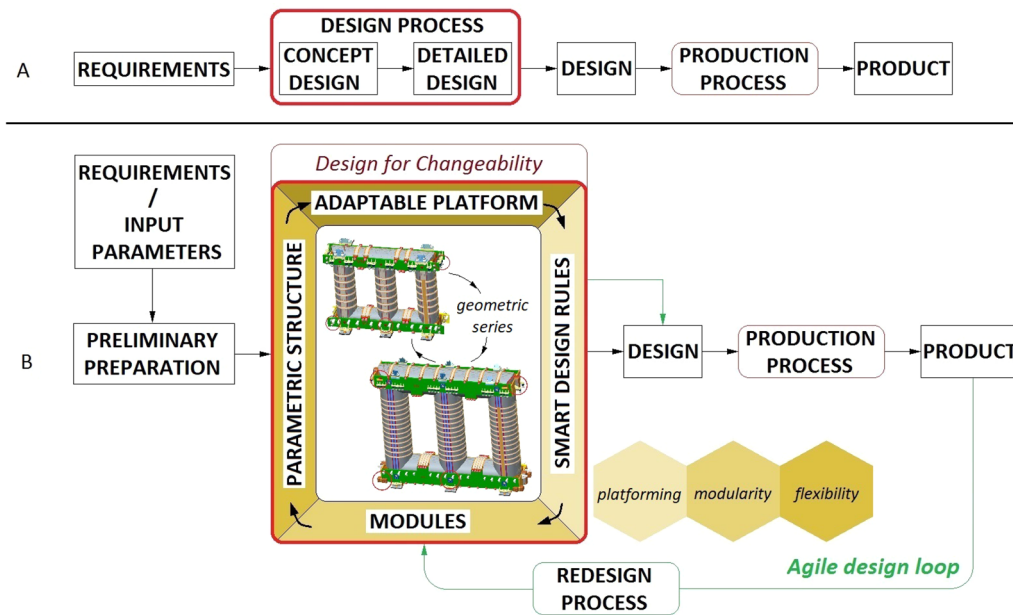 A
REQUIREMENTS
DESIGN PROCESS
CONCEPT
DESIGN
DETAILED
DESIGN
DESIGN
PRODUCTION
PROCESS
PRODUCT
B
REQUIREMENTS
/
INPUT
PARAMETERS
PRELIMINARY
PREPARATION
Design for Changeability
ADAPTABLE PLATFORM
PARAMETRIC STRUCTURE
geometric
series
SMART DESIGN RULES
MODULES
DESIGN
PRODUCTION
PROCESS
PRODUCT
platforming
modularity
flexibility
Agile design loop
REDESIGN
PROCESS